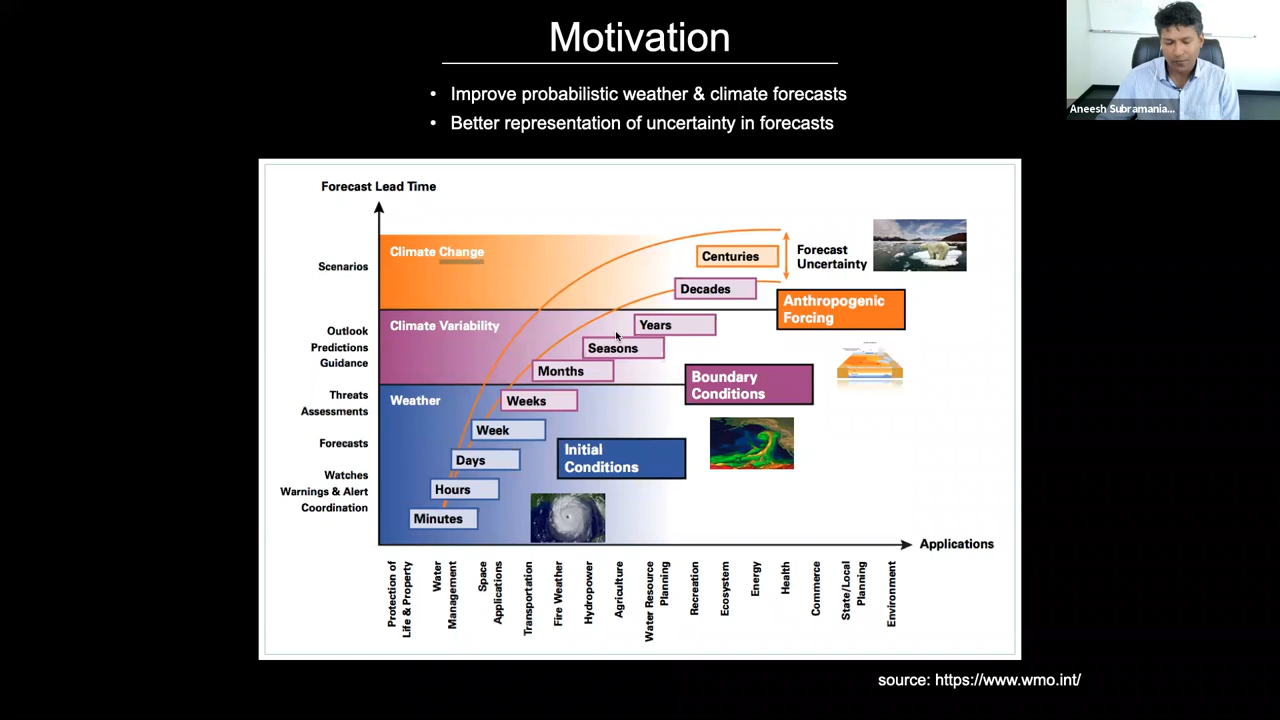 Motivation
• Improve probabilistic weather & climate forecasts
• Better representation of uncertainty in forecasts
Aneesh Subramania...
Forecast Lead Time
Climate Change
Centuries
Forecast
Uncertainty
Scenarios
Decades
Anthropogenic
Forcing
Climate Variability
Years
Outlook
Predictions
Guidance
Seasons
Months
Boundary
Conditions
Threats
Assessments
Weather
Weeks
Week
Forecasts
Initial
Conditions
Days
Watches
Warnings & Alert
Coordination
Hours
Minutes
Applications
Protection of
Life & Property
Water
Management
Space
Applications
Transportation
Fire Weather
Hydropower
Agriculture
Water Resource
Planning
Recreation
Ecosystem
Energy
Health
Commerce
State/Local
Planning
Environment
source: https://www.wmo.int/